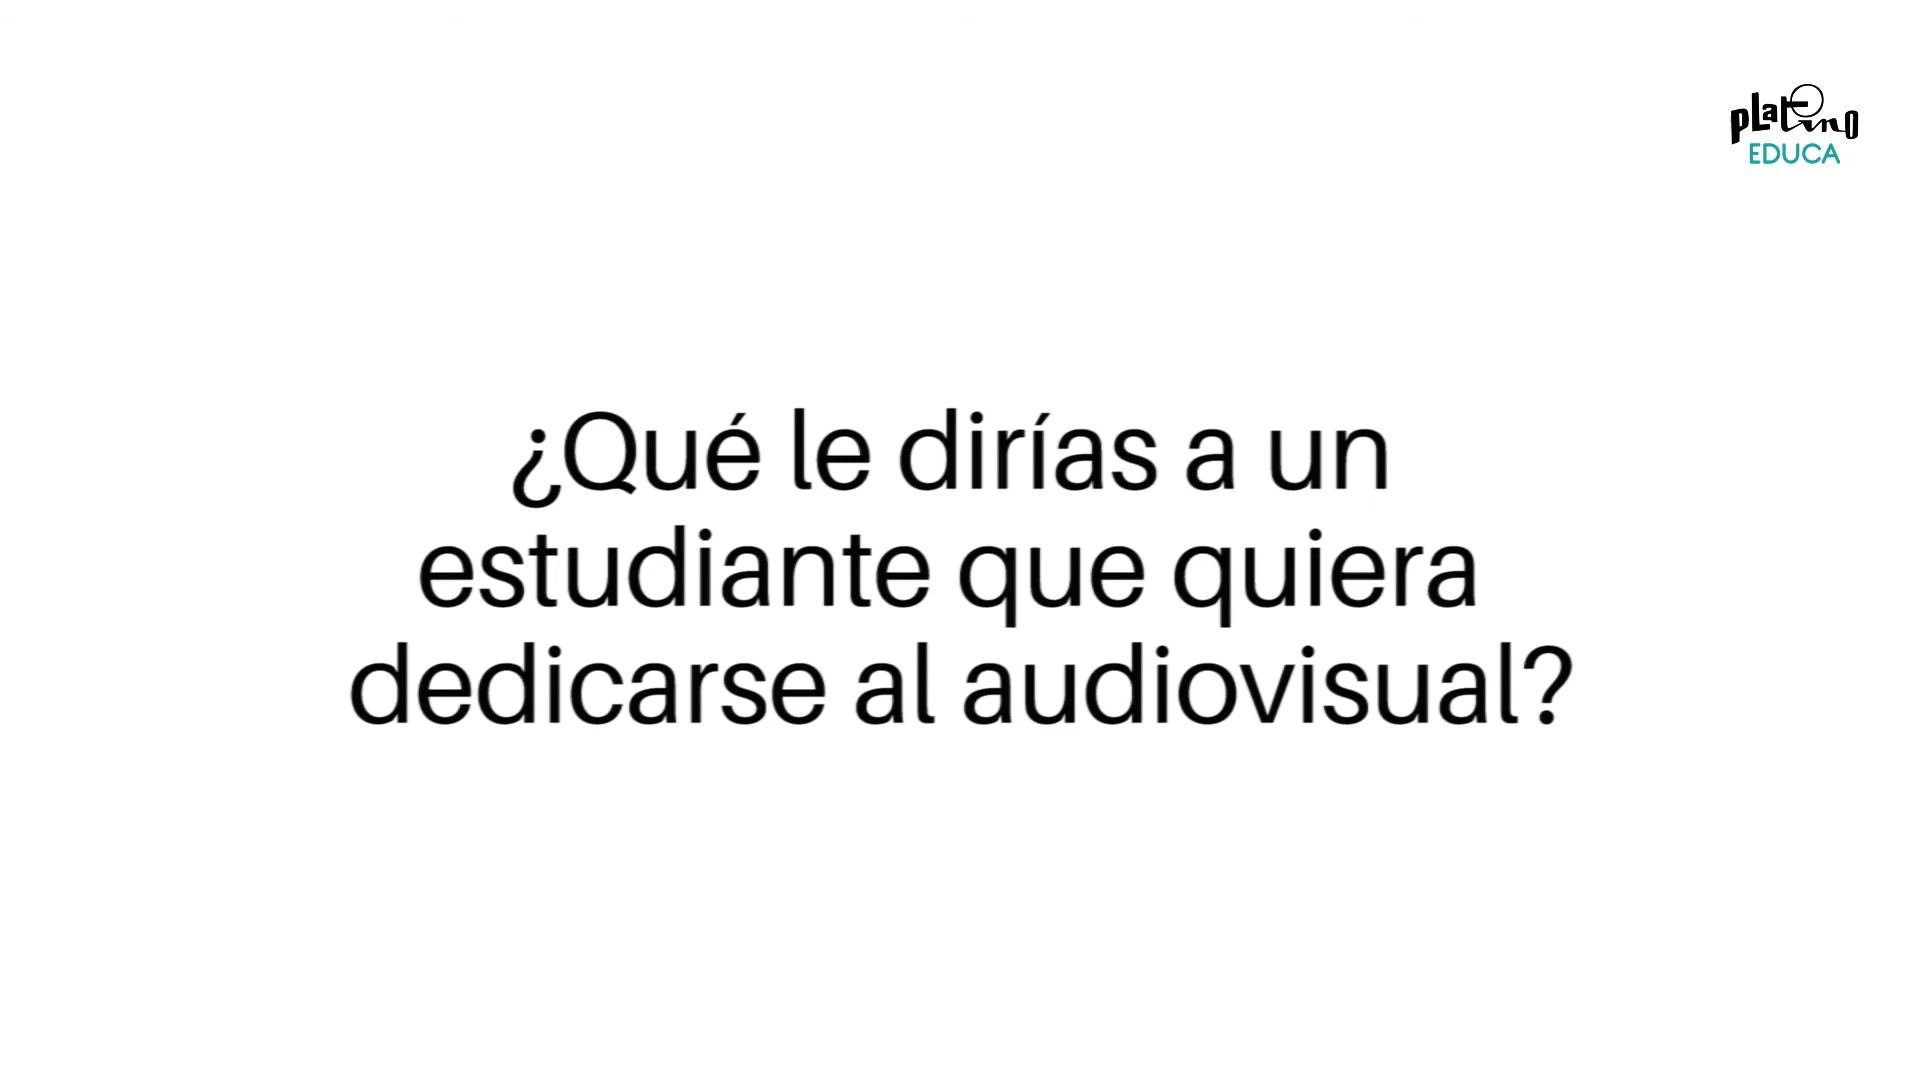 platino
EDUCA
¿Qué le dirías a un
estudiante que quiera
dedicarse al audiovisual?